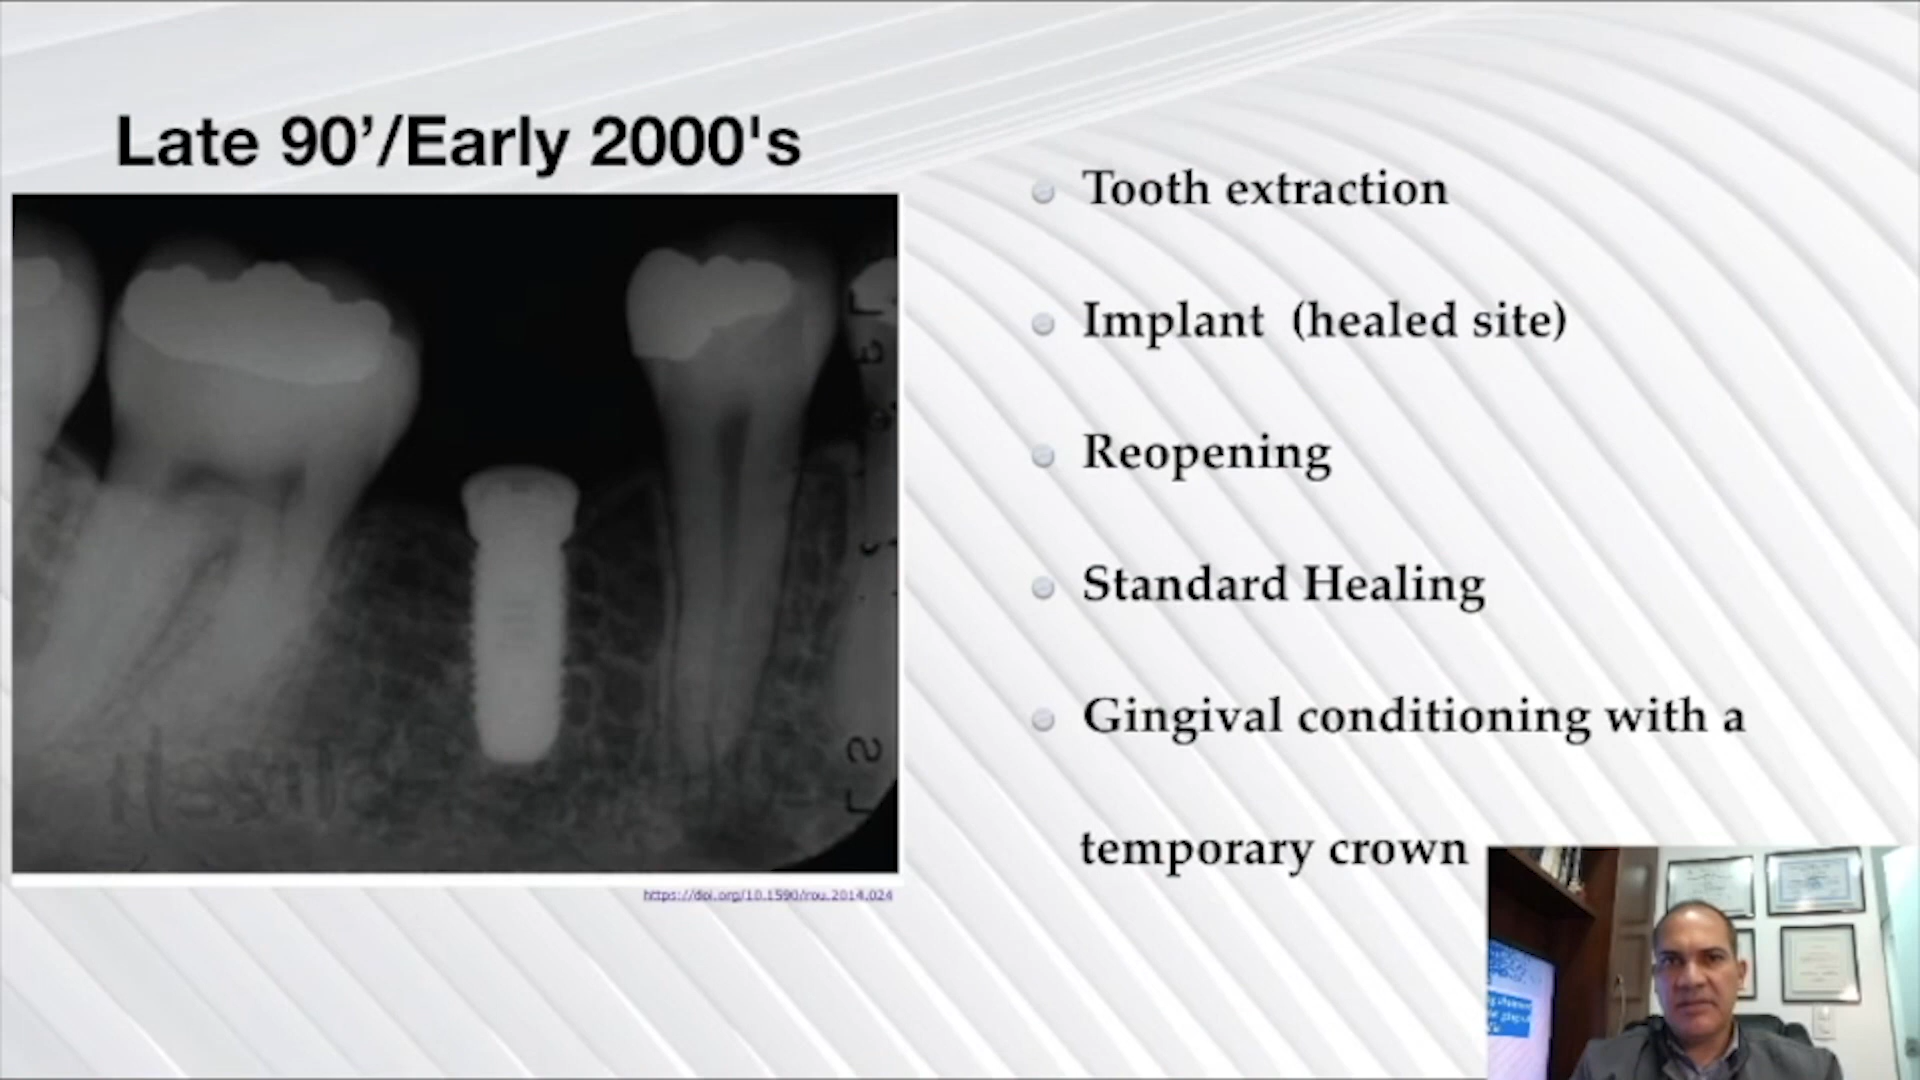 Late 90’/Early 2000's
Tooth extraction
Implant (healed site)
Reopening
Standard Healing
Gingival conditioning with a
temporary crown
https://doi.org/10.1590/rou.2014.024